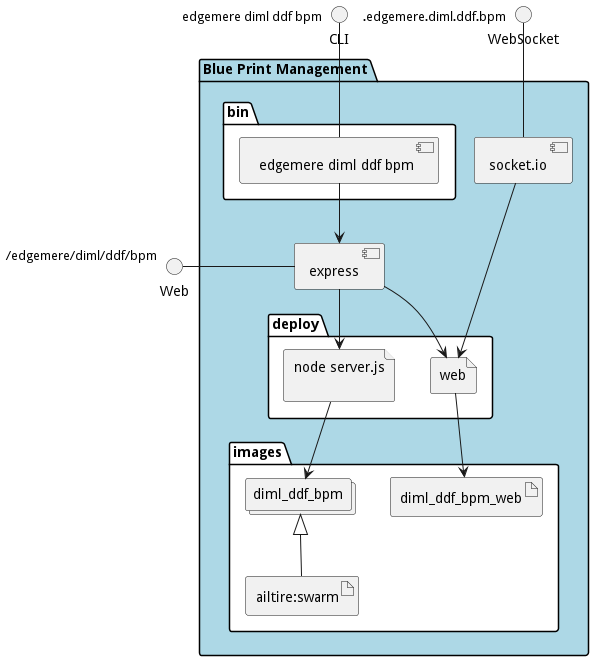 edgemere diml ddf bpm
.edgemere.diml.ddf.bpm
CLI
WebSocket
Blue Print Management
bin
edgemere diml ddf bpm
socket.io
/edgemere/diml/ddf/bpm
express
Web
deploy
node server.js
web
images
diml_ddf_bpm
diml_ddf_bpm_web
ailtire:swarm